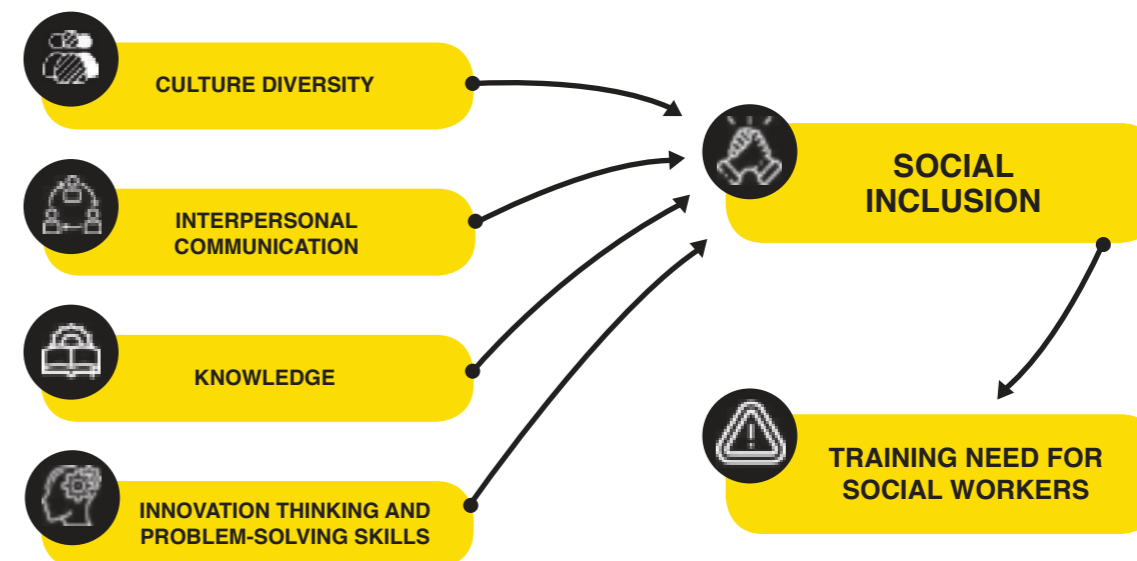 CULTURE DIVERSITY
INTERPERSONAL
COMMUNICATION
KNOWLEDGE
INNOVATION THINKING AND
PROBLEM-SOLVING SKILLS
SOCIAL
INCLUSION
TRAINING NEED FOR
SOCIAL WORKERS